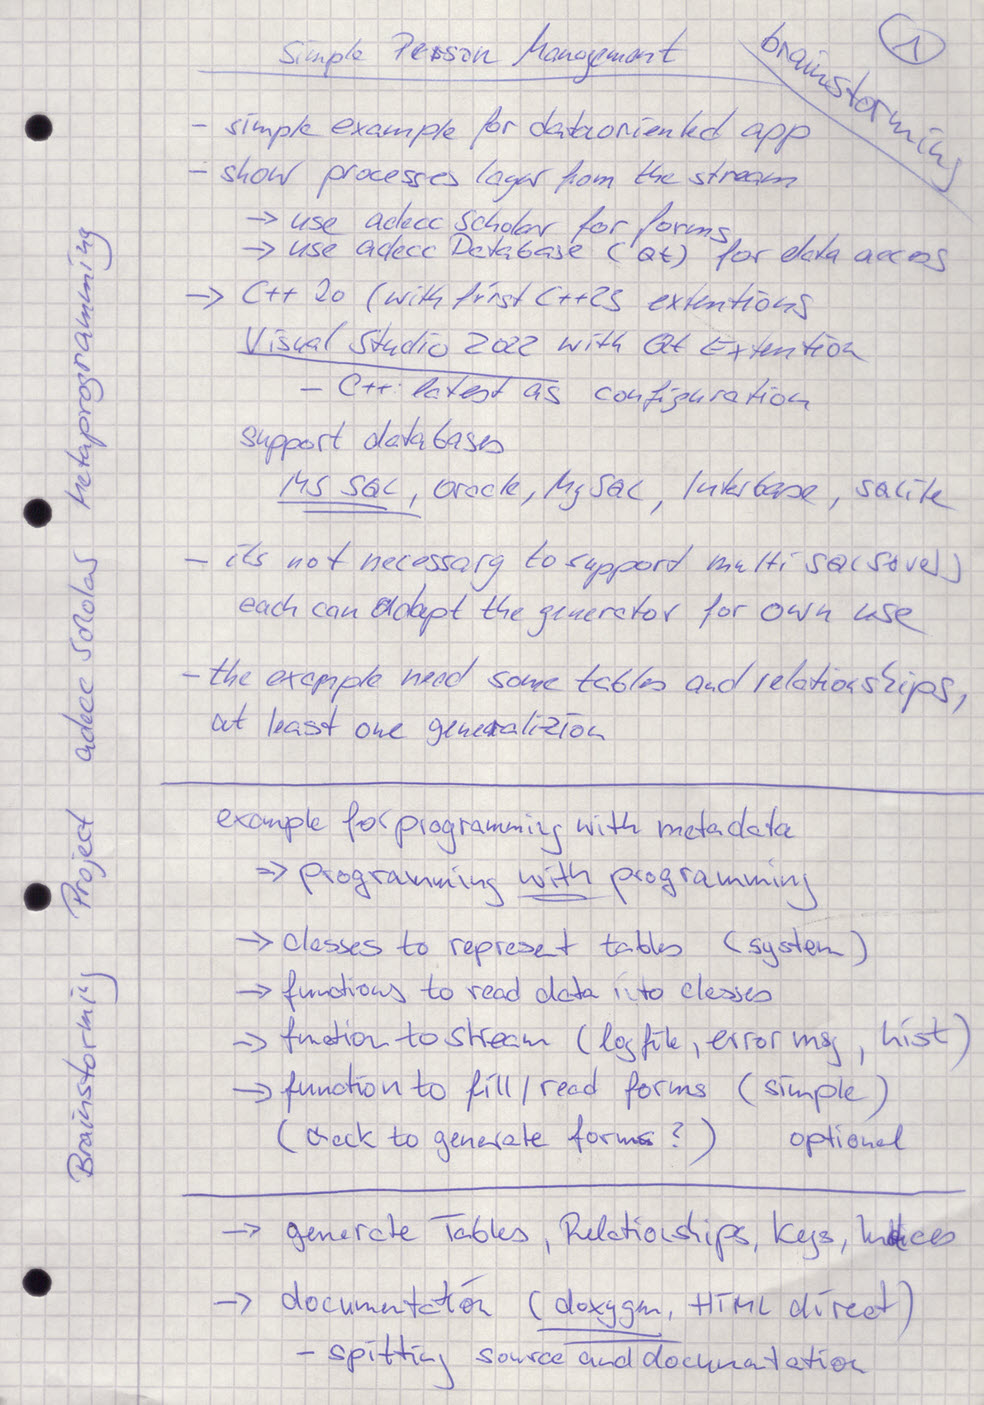 1
brainstorming
Simple Person Management
- simple example for dataoriented app
- show processes layer from the stream
→ use adecc Scholar for forms
→ use adecc Database (Qt) for data access
→ C++ 20 (with first C++23 extentions
Visual Studio 2022 with Qt Extention
- C++ latest as configuration
support databases
MS SQL, Oracle, MySQL, Interbase, SQLite
- its not necessary to support multi SQL
each can adapt the generator for own use
- the example need some tables and relationships,
at least one generalizion
example for programming with metadata
⇒ programming with programming
→ classes to represent tables (system)
→ functions to read data into classes
→ function to stream (logfile, error msg, hist)
→ function to fill/read forms (simple)
(check to generate forms?) optional
→ generate Tables, Relationships, Keys, Indices
→ documentation (doxygen, HTML direct)
- spitting source and documentation
Brainstorming Project adecc Scholar Metaprogramming